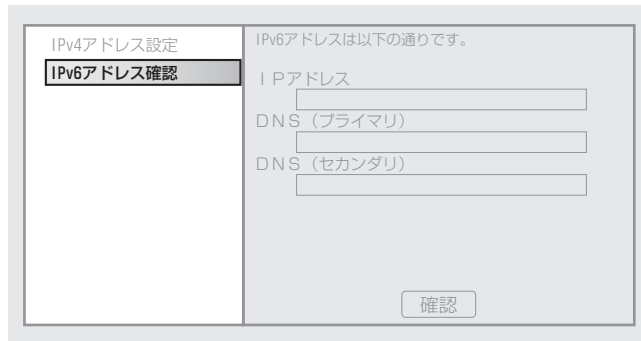 IPv4アドレス設定
IPv6アドレス確認
IPv6アドレスは以下の通りです。
ＩＰアドレス
ＤＮＳ（プライマリ）
ＤＮＳ（セカンダリ）
確認